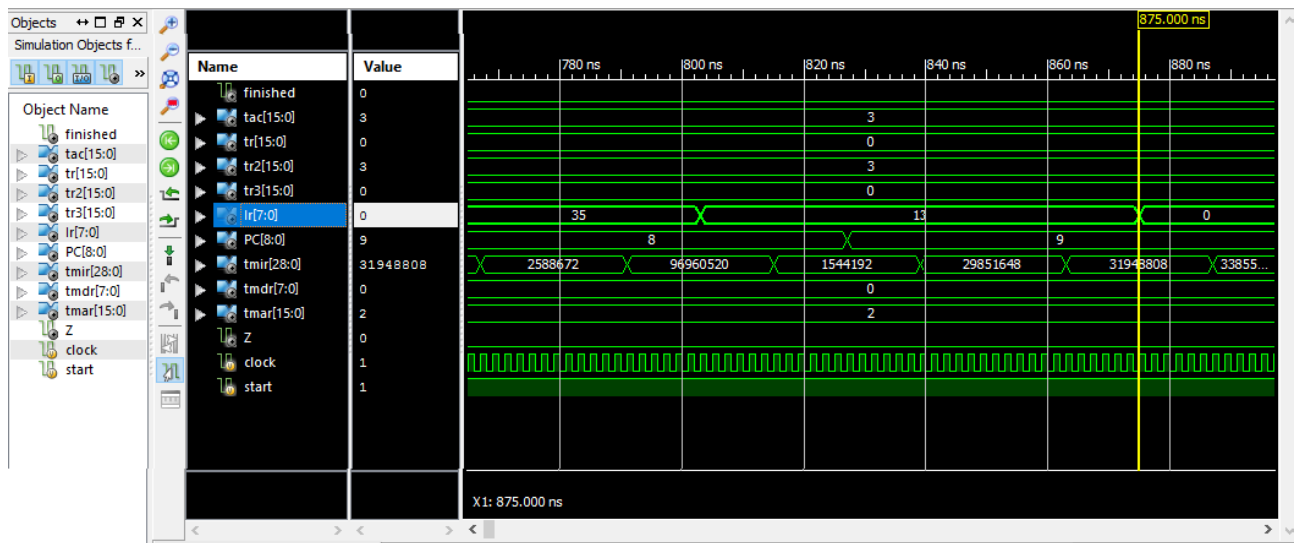 Objects
Simulation Objects f...
»
Object Name
finished
tac[15:0]
tr[15:0]
tr2[15:0]
tr3[15:0]
Ir[7:0]
PC[8:0]
tmir[28:0]
tmdr[7:0]
tmar[15:0]
Z
clock
start
875.000 ns
780 ns 800 ns 820 ns 840 ns 860 ns 880 ns
Name Value
finished 0
tac[15:0] 3 3
tr[15:0] 0 0
tr2[15:0] 3 3
tr3[15:0] 0 0
Ir[7:0] 0 35 13 0
PC[8:0] 9 8 9
tmir[28:0] 31948808 2588672 96960520 1544192 29851648 31948808 33855...
tmdr[7:0] 0 0
tmar[15:0] 2 2
Z 0
clock 1
start 1
X1: 875.000 ns